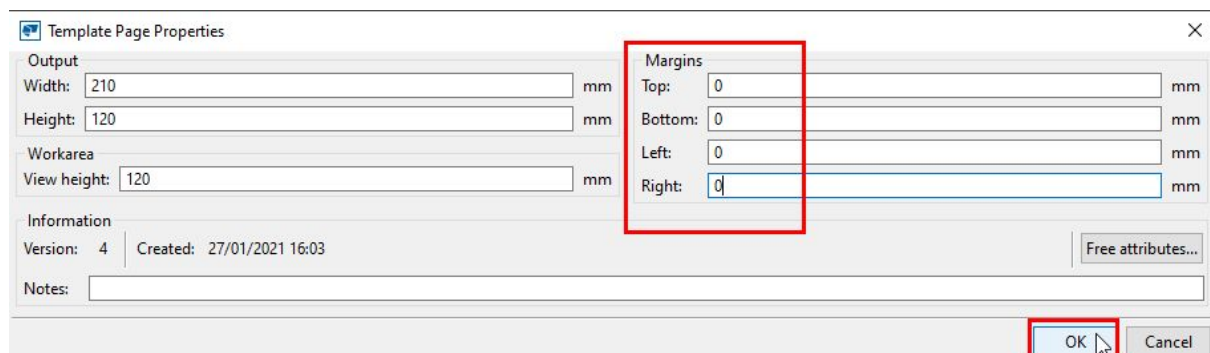 Template Page Properties
Output
Width: 210 mm
Height: 120 mm
Workarea
View height: 120 mm
Margins
Top: 0 mm
Bottom: 0 mm
Left: 0 mm
Right: 0 mm
Information
Version: 4 Created: 27/01/2021 16:03
Free attributes...
Notes:
OK Cancel